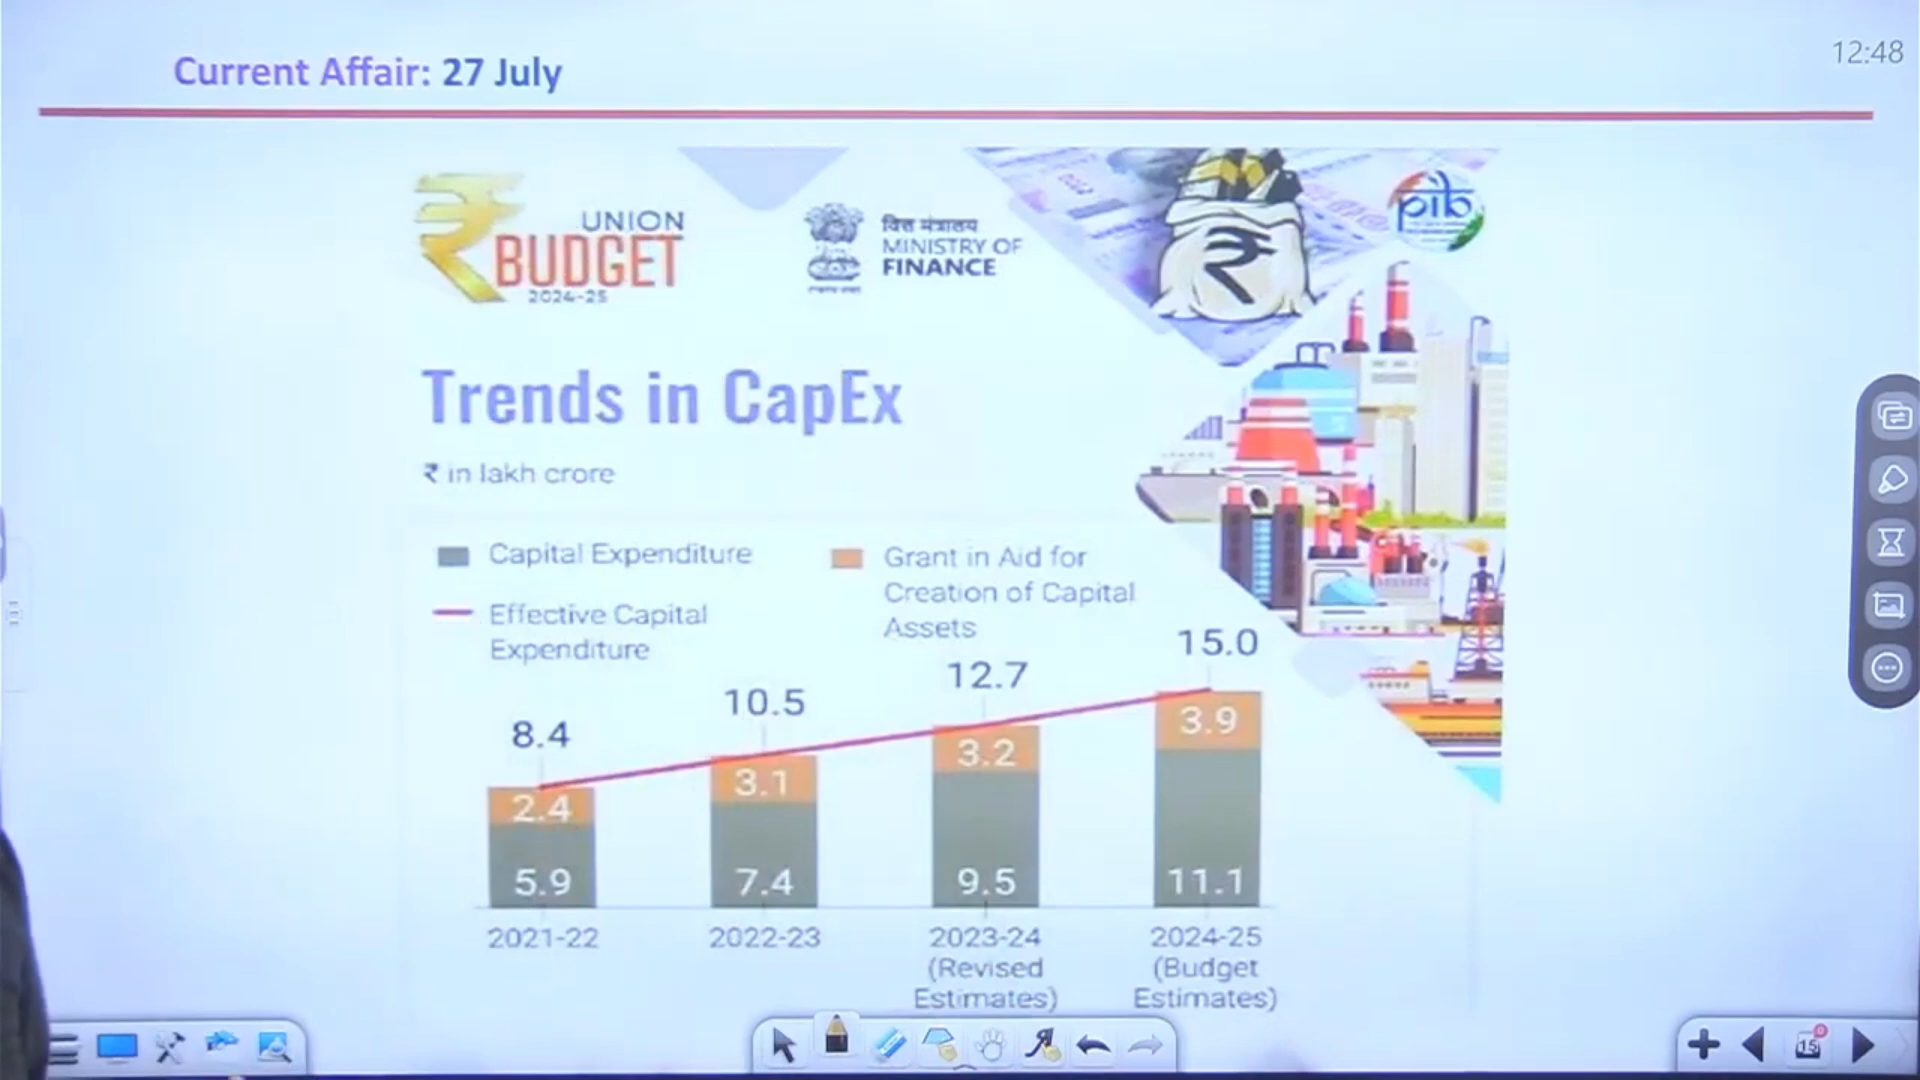 Current Affair: 27 July
12:48
UNION
BUDGET
2024-25
वित्त मंत्रालय
MINISTRY OF
FINANCE
pib
Trends in CapEx
₹ in lakh crore
Capital Expenditure
Effective Capital
Expenditure
Grant in Aid for
Creation of Capital
Assets
8.4
10.5
12.7
15.0
2.4
3.1
3.2
3.9
5.9
7.4
9.5
11.1
2021-22
2022-23
2023-24
(Revised
Estimates)
2024-25
(Budget
Estimates)
15
0